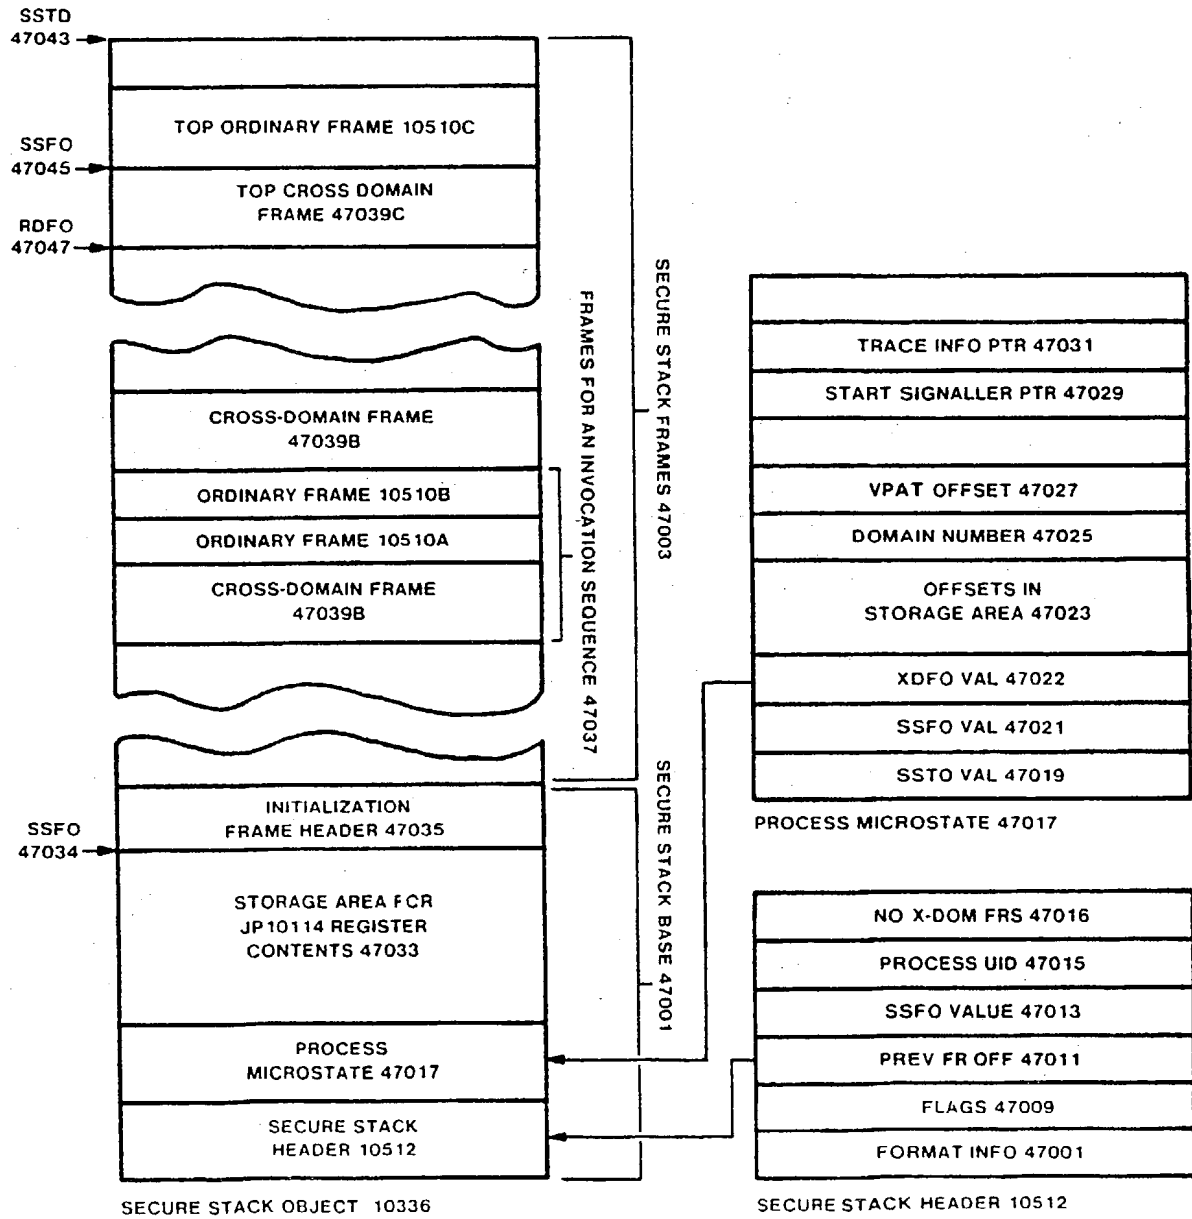 SSTD
47043
TOP ORDINARY FRAME 10510C
SSFO
47045
TOP CROSS DOMAIN
FRAME 47039C
RDFO
47047
CROSS-DOMAIN FRAME
47039B
ORDINARY FRAME 10510B
ORDINARY FRAME 10510A
CROSS-DOMAIN FRAME
47039B
INITIALIZATION
FRAME HEADER 47035
SSFO
47034
STORAGE AREA FCR
JP10114 REGISTER
CONTENTS 47033
PROCESS
MICROSTATE 47017
SECURE STACK
HEADER 10512
SECURE STACK OBJECT 10336
FRAMES FOR AN INVOCATION SEQUENCE 47037
SECURE STACK FRAMES 47003
SECURE STACK BASE 47001
TRACE INFO PTR 47031
START SIGNALLER PTR 47029
VPAT OFFSET 47027
DOMAIN NUMBER 47025
OFFSETS IN
STORAGE AREA 47023
XDFO VAL 47022
SSFO VAL 47021
SSTO VAL 47019
PROCESS MICROSTATE 47017
NO X-DOM FRS 47016
PROCESS UID 47015
SSFO VALUE 47013
PREV FR OFF 47011
FLAGS 47009
FORMAT INFO 47001
SECURE STACK HEADER 10512